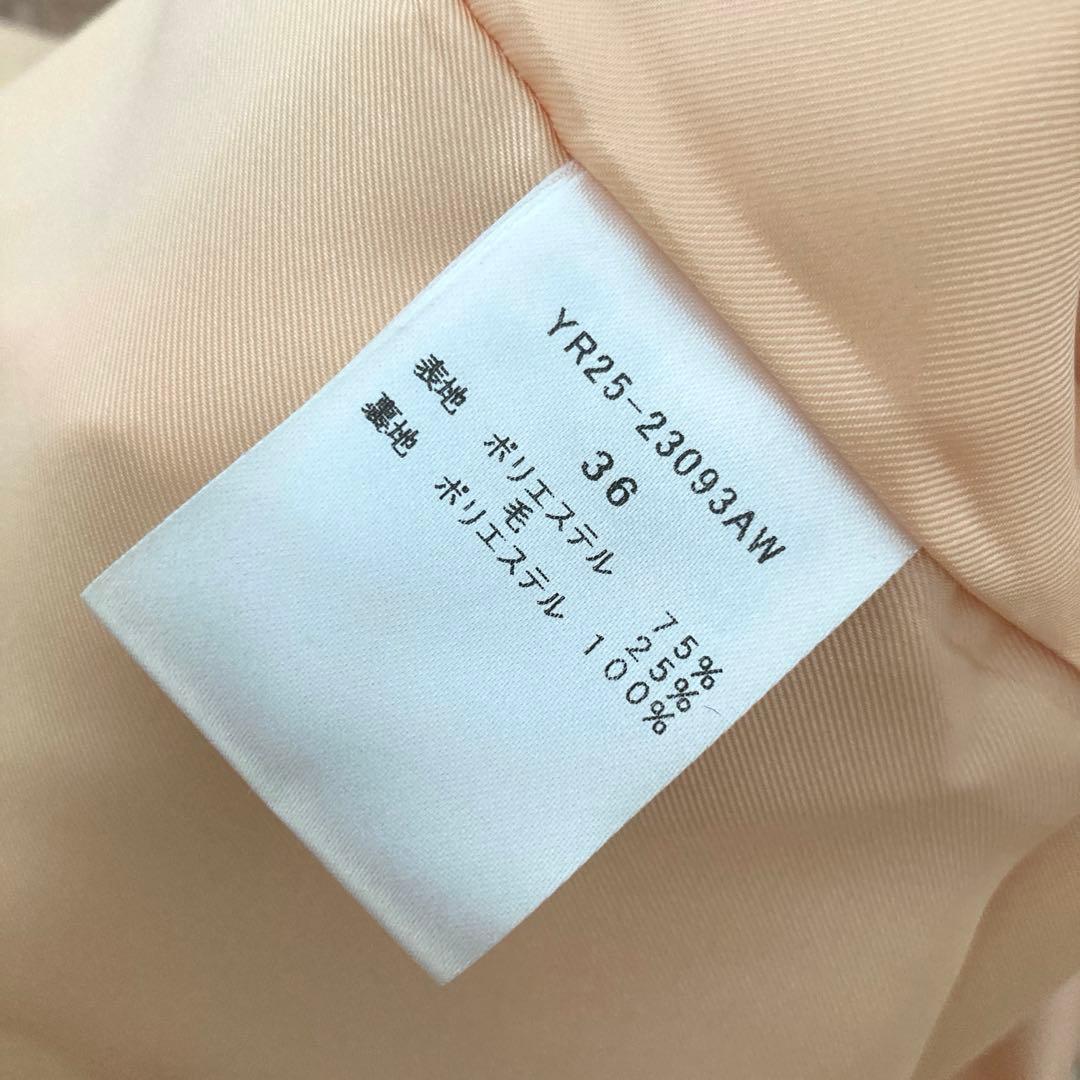 YR25-23093AW
36
表地 ポリエステル 75%
毛 25%
裏地 ポリエステル 100%